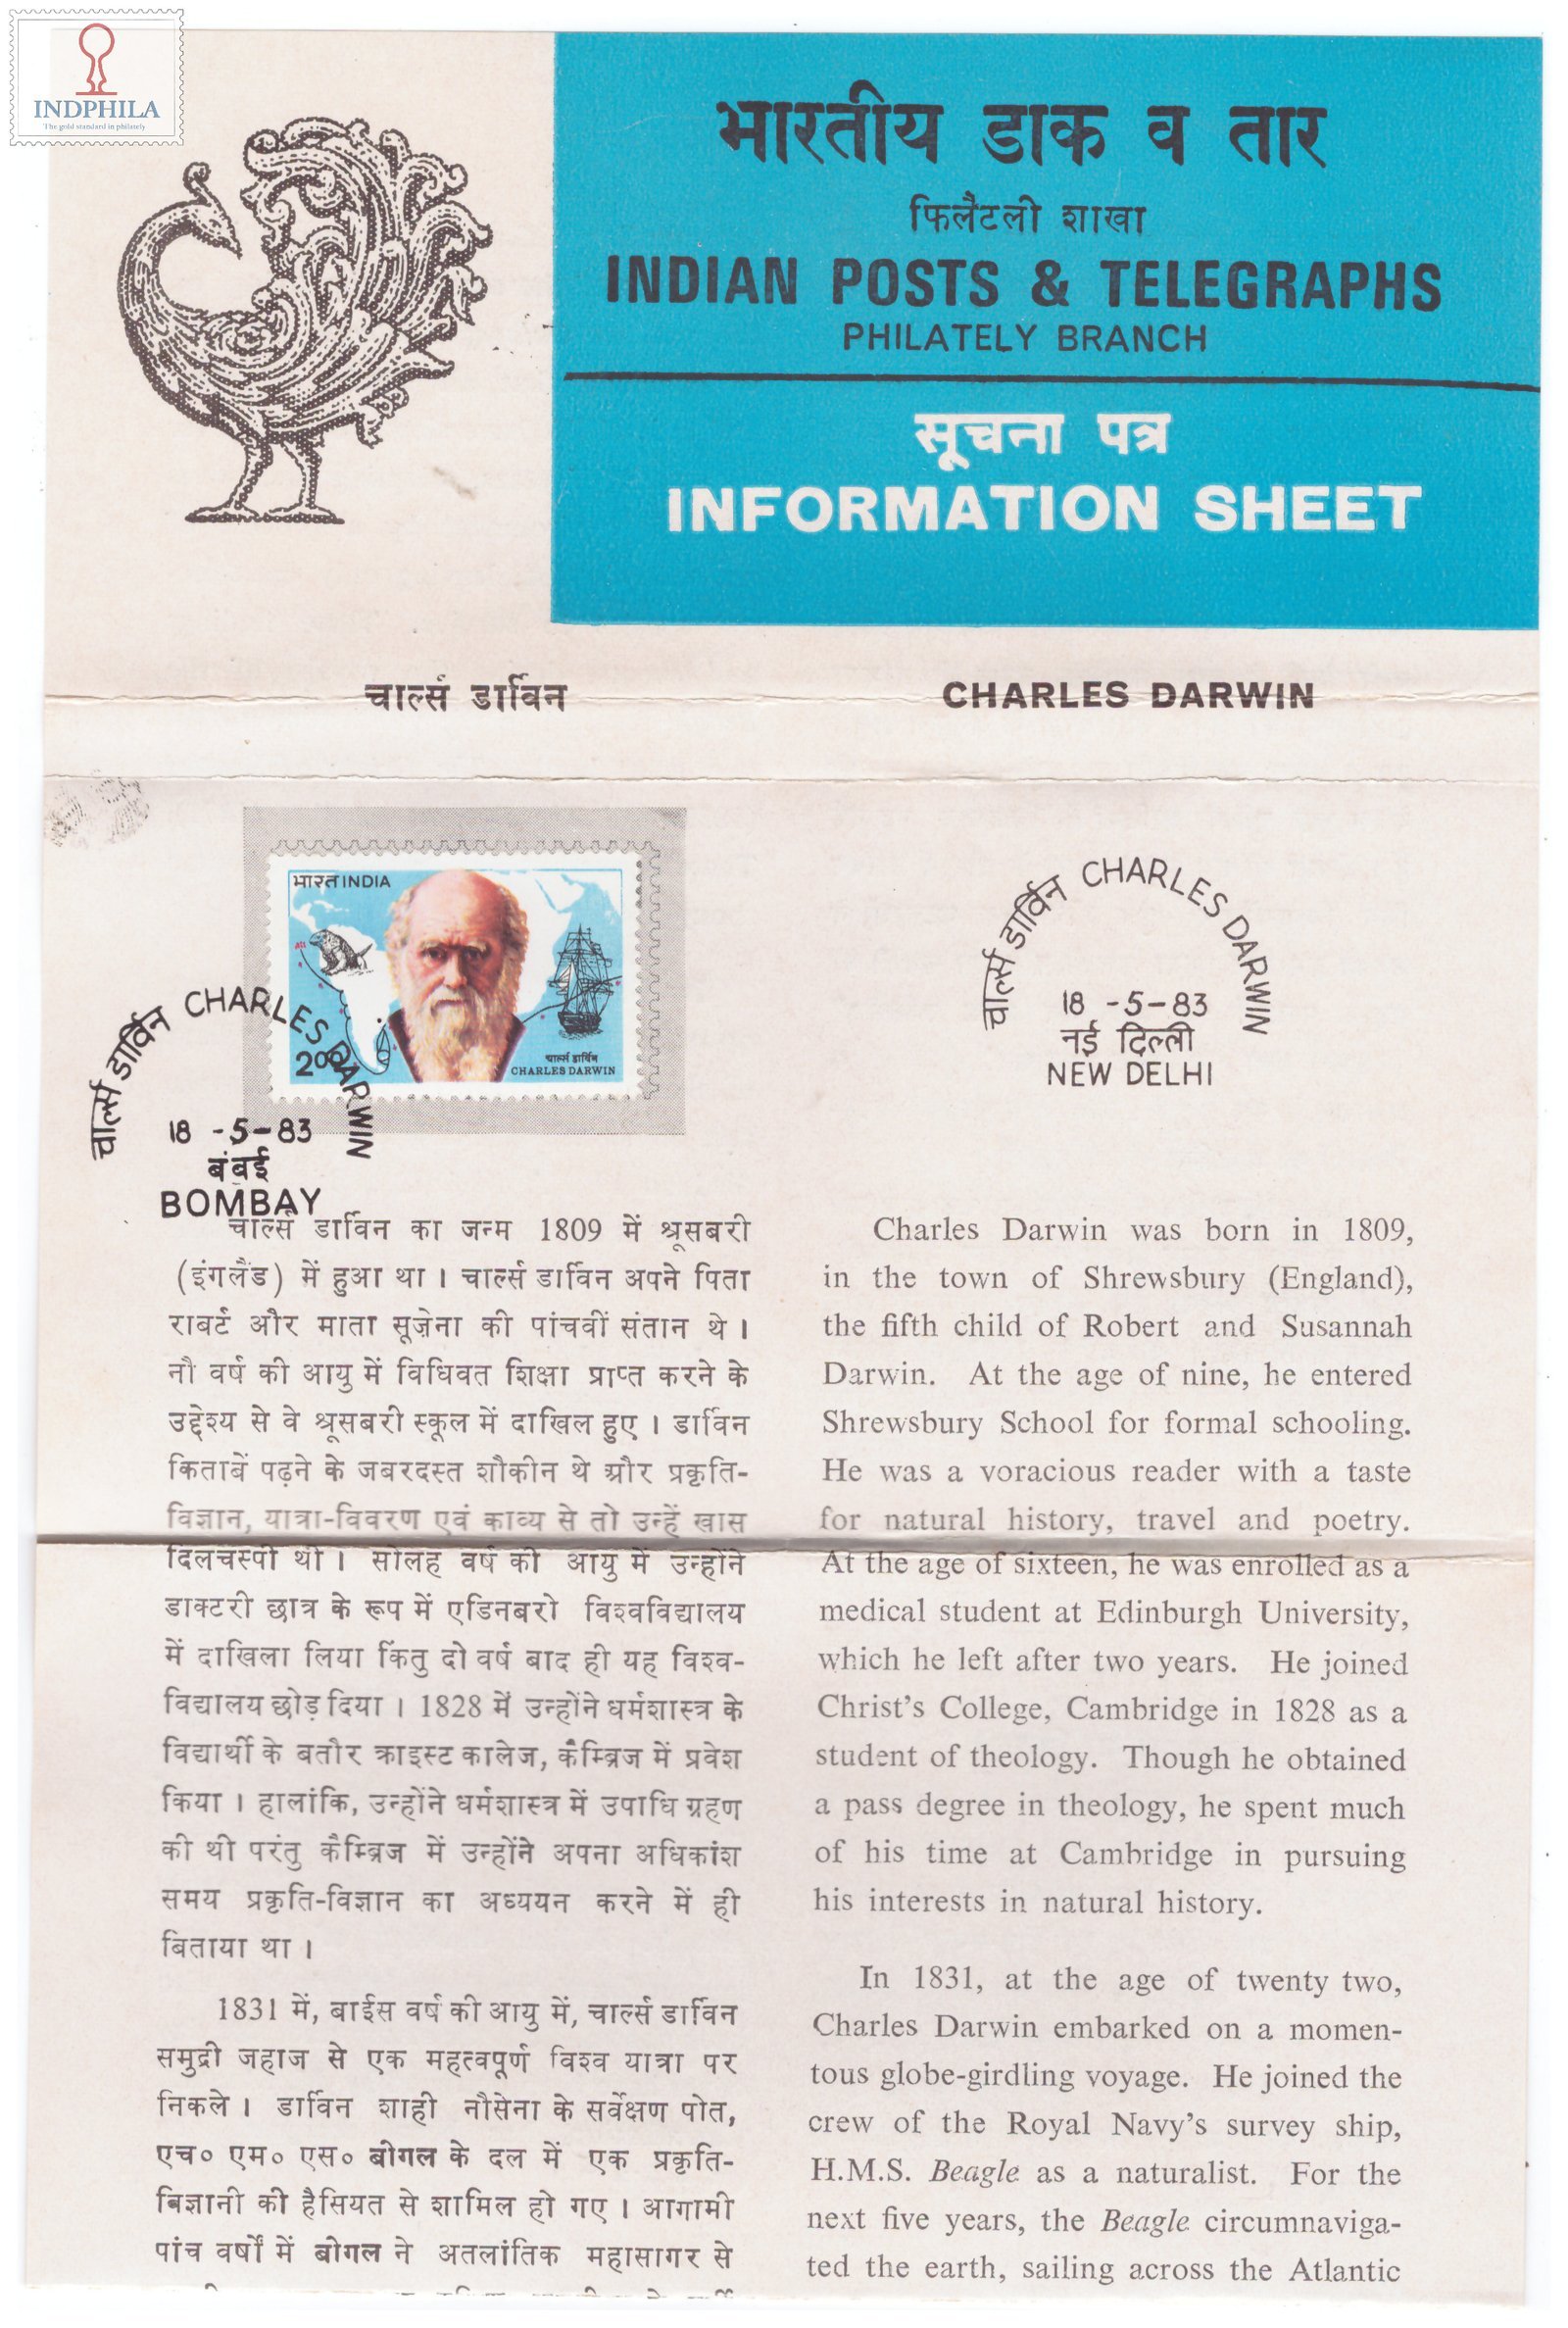 INDPHILA
The gold standard in philately
भारतीय डाक व तार
फिलैटली शाखा
INDIAN POSTS & TELEGRAPHS
PHILATELY BRANCH
सूचना पत्र
INFORMATION SHEET
चार्ल्स डार्विन
CHARLES DARWIN
भारत INDIA
200
चार्ल्स डार्विन
CHARLES DARWIN
चार्ल्स डार्विन CHARLES DARWIN
18 -5-83
बंबई
BOMBAY
चार्ल्स डार्विन CHARLES DARWIN
18 -5-83
नई दिल्ली
NEW DELHI
चार्ल्स डार्विन का जन्म 1809 में श्रूसबरी
(इंगलैंड) में हुआ था । चार्ल्स डार्विन अपने पिता
राबर्ट और माता सूज़ेना की पांचवीं संतान थे ।
नौ वर्ष की आयु में विधिवत शिक्षा प्राप्त करने के
उद्देश्य से वे श्रूसबरी स्कूल में दाखिल हुए । डार्विन
किताबें पढ़ने के जबरदस्त शौकीन थे और प्रकृति-
विज्ञान, यात्रा-विवरण एवं काव्य से तो उन्हें खास
दिलचस्पी थी । सोलह वर्ष की आयु में उन्होंने
डाक्टरी छात्र के रूप में एडिनबरो विश्वविद्यालय
में दाखिला लिया किंतु दो वर्ष बाद ही यह विश्व-
विद्यालय छोड़ दिया । 1828 में उन्होंने धर्मशास्त्र के
विद्यार्थी के बतौर क्राइस्ट कालेज, कैम्ब्रिज में प्रवेश
किया । हालांकि, उन्होंने धर्मशास्त्र में उपाधि ग्रहण
की थी परंतु कैम्ब्रिज में उन्होंने अपना अधिकांश
समय प्रकृति-विज्ञान का अध्ययन करने में ही
बिताया था ।
1831 में, बाईस वर्ष की आयु में, चार्ल्स डार्विन
समुद्री जहाज से एक महत्वपूर्ण विश्व यात्रा पर
निकले । डार्विन शाही नौसेना के सर्वेक्षण पोत,
एच० एम० एस० बीगल के दल में एक प्रकृति-
विज्ञानी की हैसियत से शामिल हो गए । आगामी
पांच वर्षों में बीगल ने अतलांतिक महासागर से
Charles Darwin was born in 1809,
in the town of Shrewsbury (England),
the fifth child of Robert and Susannah
Darwin. At the age of nine, he entered
Shrewsbury School for formal schooling.
He was a voracious reader with a taste
for natural history, travel and poetry.
At the age of sixteen, he was enrolled as a
medical student at Edinburgh University,
which he left after two years. He joined
Christ's College, Cambridge in 1828 as a
student of theology. Though he obtained
a pass degree in theology, he spent much
of his time at Cambridge in pursuing
his interests in natural history.
In 1831, at the age of twenty two,
Charles Darwin embarked on a momen-
tous globe-girdling voyage. He joined the
crew of the Royal Navy's survey ship,
H.M.S. Beagle as a naturalist. For the
next five years, the Beagle circumnaviga-
ted the earth, sailing across the Atlantic